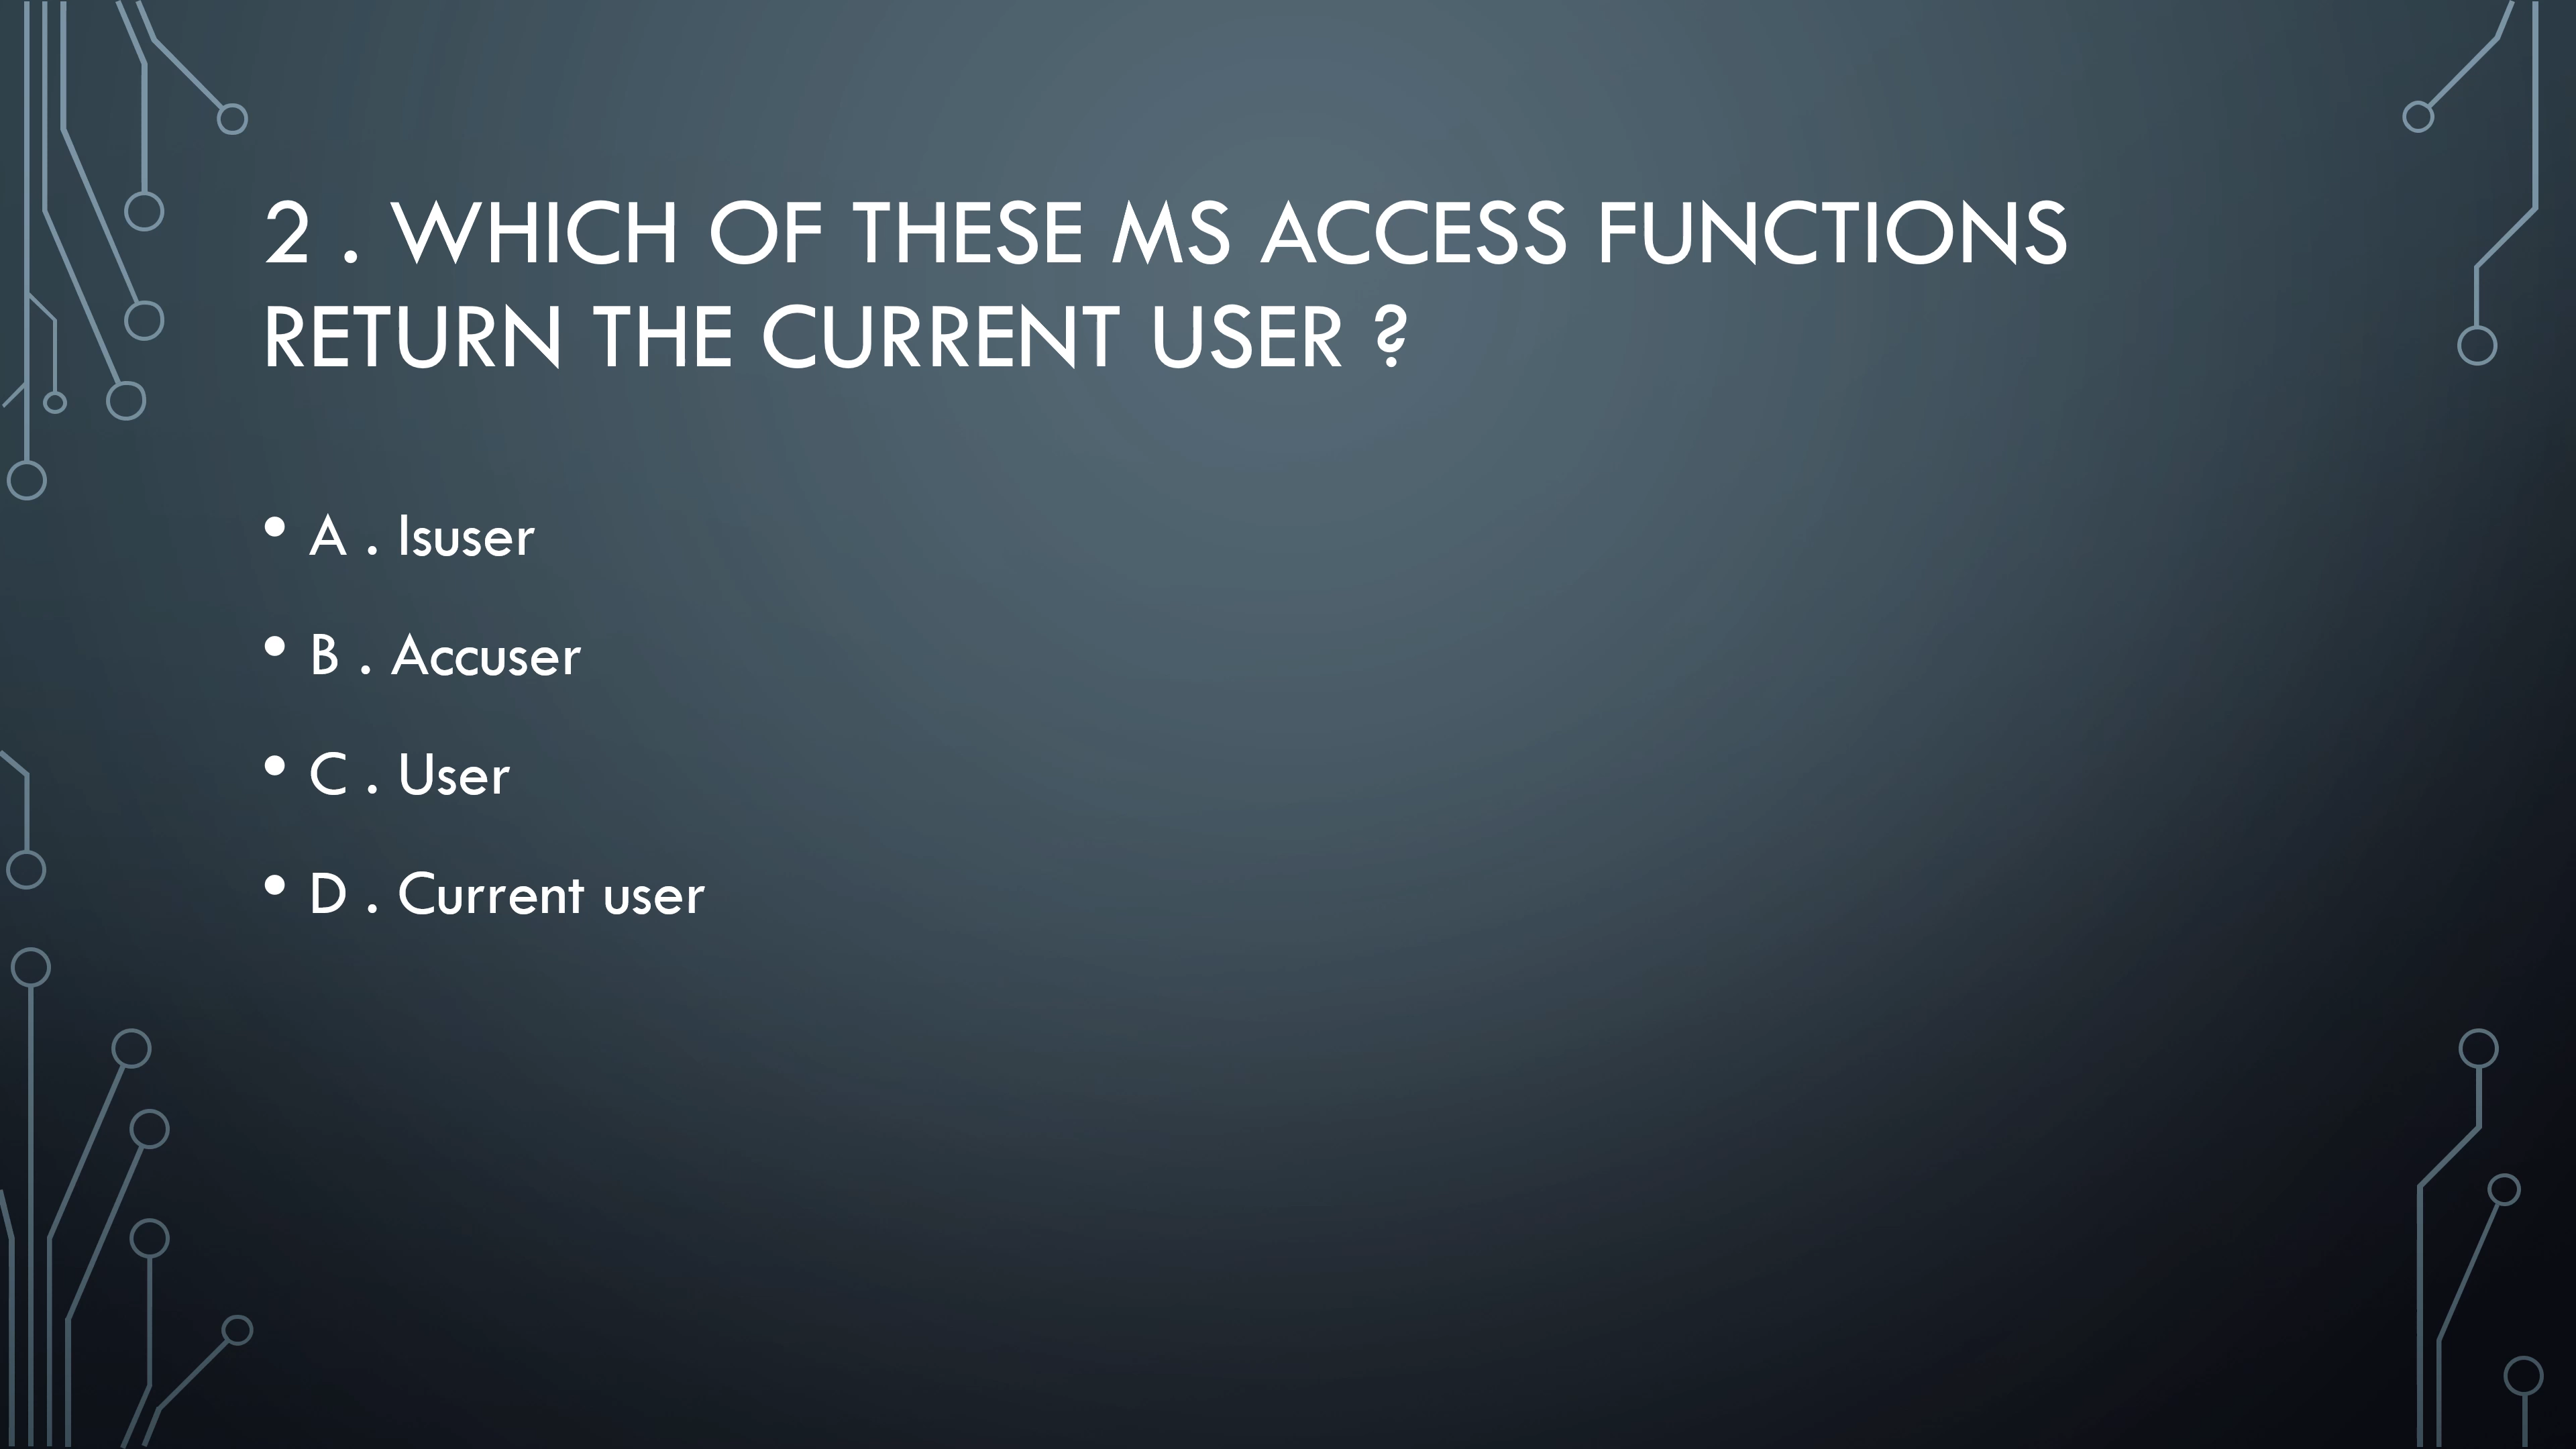 2 . WHICH OF THESE MS ACCESS FUNCTIONS
RETURN THE CURRENT USER ?
• A . Isuser
• B . Accuser
• C . User
• D . Current user